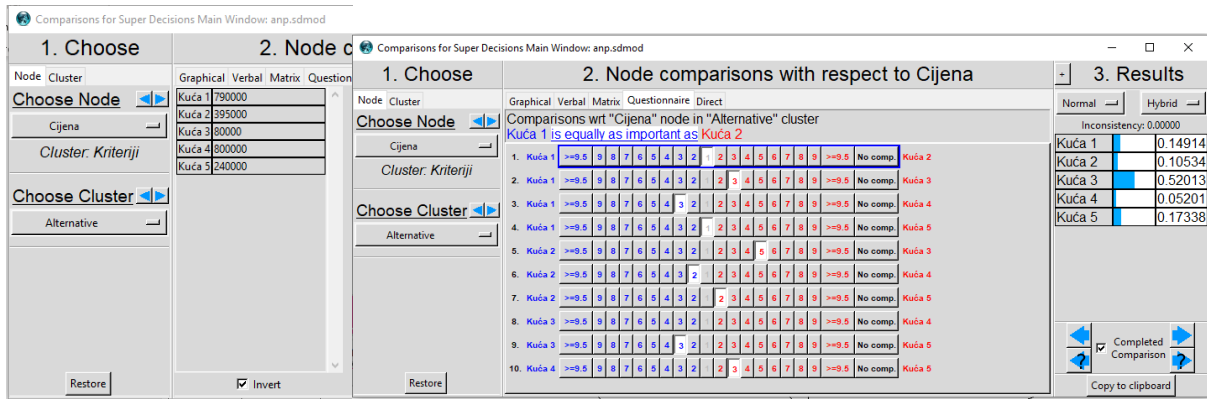 Comparisons for Super Decisions Main Window: anp.sdmod
1. Choose
2. Node c
Node Cluster
Graphical Verbal Matrix Question
Choose Node
Cijena
Cluster: Kriteriji
Choose Cluster
Alternative
Kuća 1 790000
Kuća 2 395000
Kuća 3 80000
Kuća 4 800000
Kuća 5 240000
Restore
Invert
Comparisons for Super Decisions Main Window: anp.sdmod
1. Choose
2. Node comparisons with respect to Cijena
+ 3. Results
Node Cluster
Choose Node
Cijena
Cluster: Kriteriji
Choose Cluster
Alternative
Restore
Graphical Verbal Matrix Questionnaire Direct
Comparisons wrt "Cijena" node in "Alternative" cluster
Kuća 1 is equally as important as Kuća 2
1. Kuća 1 >=9.5 9 8 7 6 5 4 3 2 1 2 3 4 5 6 7 8 9 >=9.5 No comp. Kuća 2
2. Kuća 1 >=9.5 9 8 7 6 5 4 3 2 1 2 3 4 5 6 7 8 9 >=9.5 No comp. Kuća 3
3. Kuća 1 >=9.5 9 8 7 6 5 4 3 2 1 2 3 4 5 6 7 8 9 >=9.5 No comp. Kuća 4
4. Kuća 1 >=9.5 9 8 7 6 5 4 3 2 1 2 3 4 5 6 7 8 9 >=9.5 No comp. Kuća 5
5. Kuća 2 >=9.5 9 8 7 6 5 4 3 2 1 2 3 4 5 6 7 8 9 >=9.5 No comp. Kuća 3
6. Kuća 2 >=9.5 9 8 7 6 5 4 3 2 1 2 3 4 5 6 7 8 9 >=9.5 No comp. Kuća 4
7. Kuća 2 >=9.5 9 8 7 6 5 4 3 2 1 2 3 4 5 6 7 8 9 >=9.5 No comp. Kuća 5
8. Kuća 3 >=9.5 9 8 7 6 5 4 3 2 1 2 3 4 5 6 7 8 9 >=9.5 No comp. Kuća 4
9. Kuća 3 >=9.5 9 8 7 6 5 4 3 2 1 2 3 4 5 6 7 8 9 >=9.5 No comp. Kuća 5
10. Kuća 4 >=9.5 9 8 7 6 5 4 3 2 1 2 3 4 5 6 7 8 9 >=9.5 No comp. Kuća 5
Normal Hybrid
Inconsistency: 0.00000
Kuća 1 0.14914
Kuća 2 0.10534
Kuća 3 0.52013
Kuća 4 0.05201
Kuća 5 0.17338
Completed
Comparison
Copy to clipboard